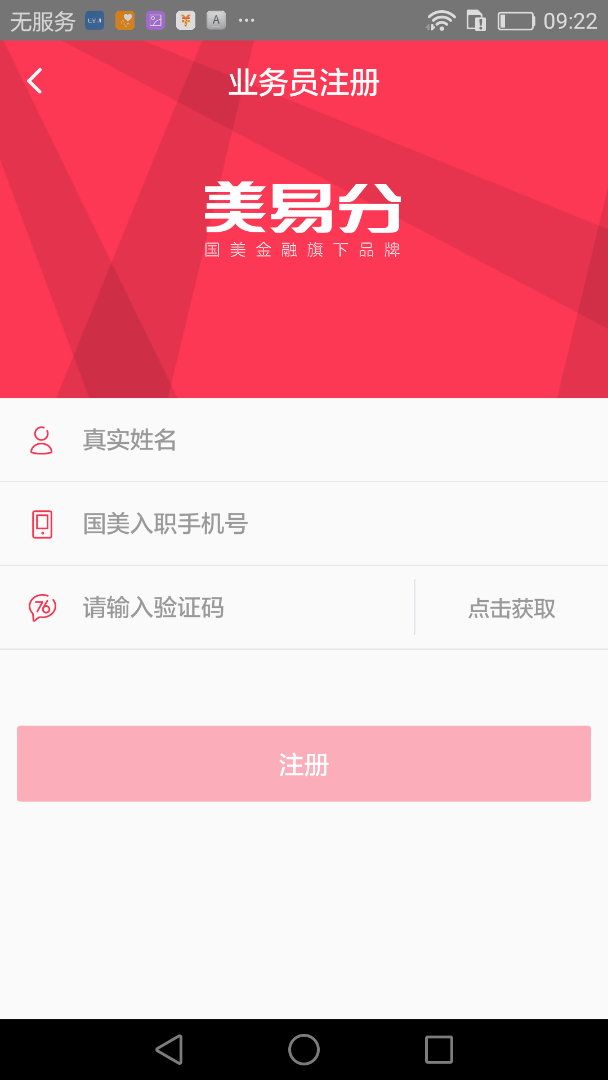 无服务 09:22
业务员注册
美易分
国美金融旗下品牌
真实姓名
国美入职手机号
76 请输入验证码 点击获取
注册